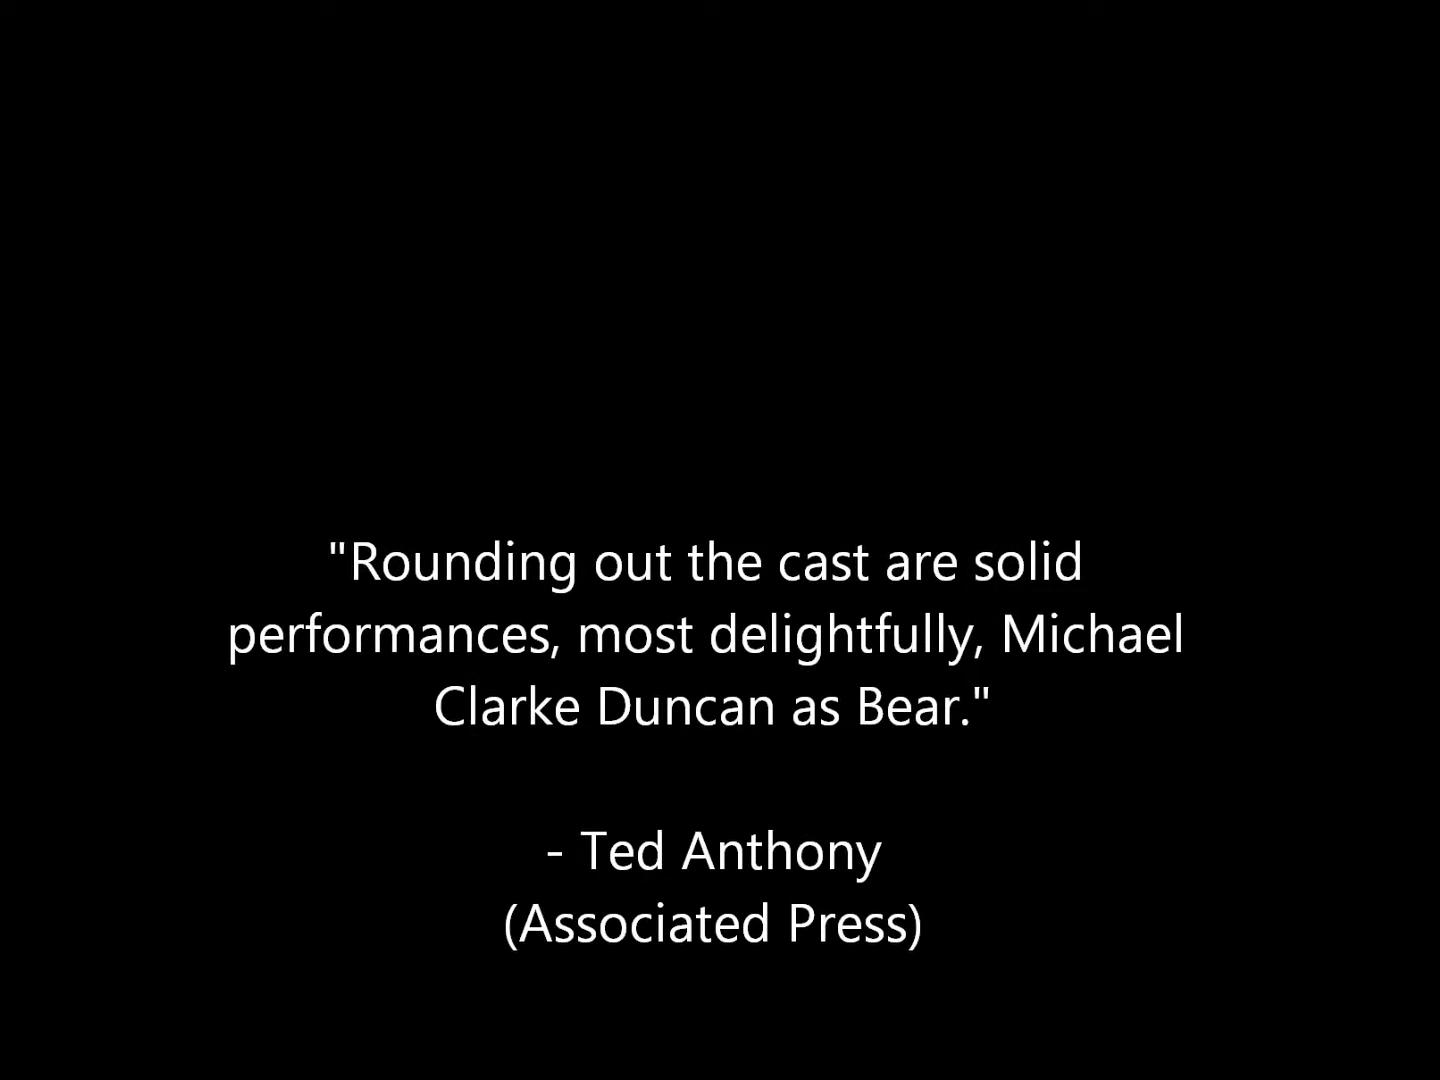 "Rounding out the cast are solid
performances, most delightfully, Michael
Clarke Duncan as Bear."
- Ted Anthony
(Associated Press)